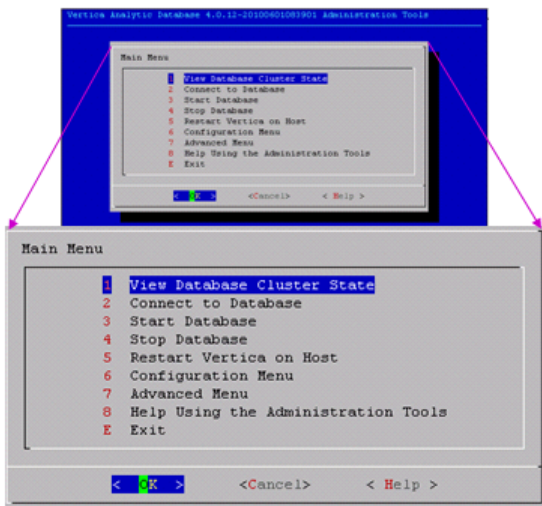 Vertica Analytic Database 4.0.12-20100601083901 Administration Tools
Main Menu
1 View Database Cluster State
2 Connect to Database
3 Start Database
4 Stop Database
5 Restart Vertica on Host
6 Configuration Menu
7 Advanced Menu
8 Help Using the Administration Tools
E Exit
< OK > <Cancel> < Help >
Main Menu
1 View Database Cluster State
2 Connect to Database
3 Start Database
4 Stop Database
5 Restart Vertica on Host
6 Configuration Menu
7 Advanced Menu
8 Help Using the Administration Tools
E Exit
< OK > <Cancel> < Help >